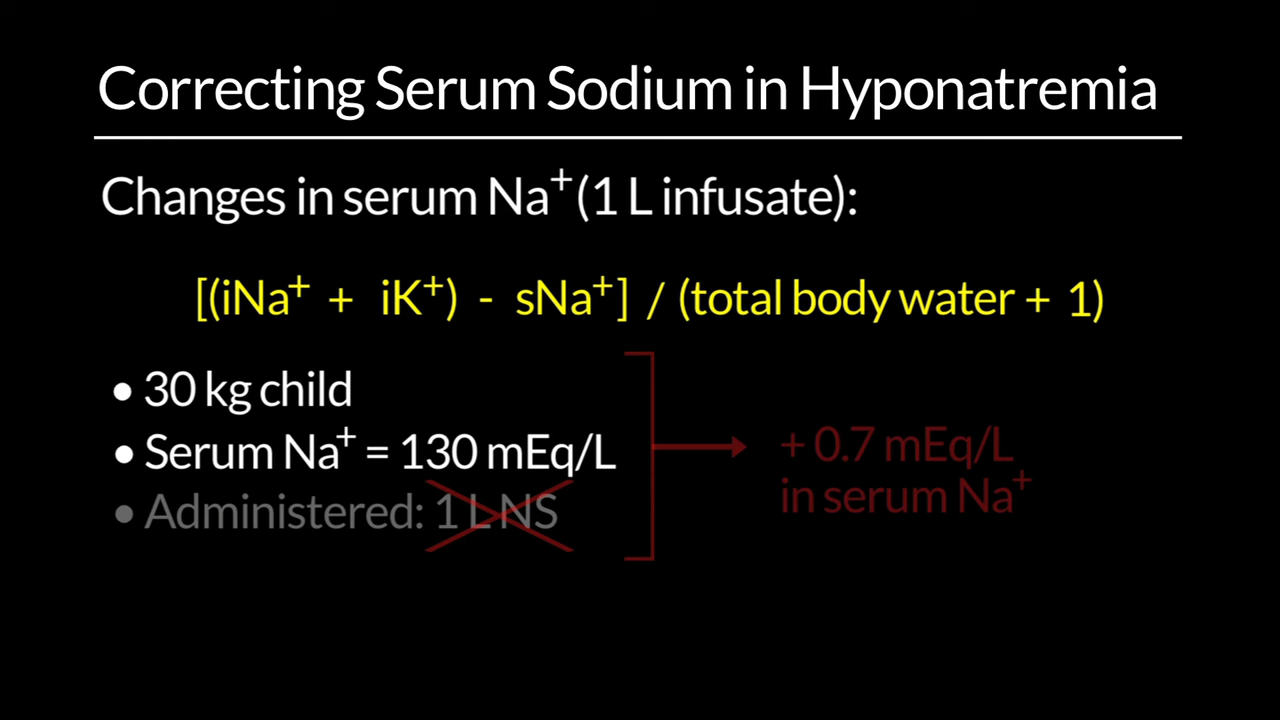 Correcting Serum Sodium in Hyponatremia
Changes in serum Na⁺ (1 L infusate):
[(iNa⁺ + iK⁺) - sNa⁺] / (total body water + 1)
• 30 kg child
• Serum Na⁺ = 130 mEq/L
• Administered: 1 L NS
+ 0.7 mEq/L
in serum Na⁺